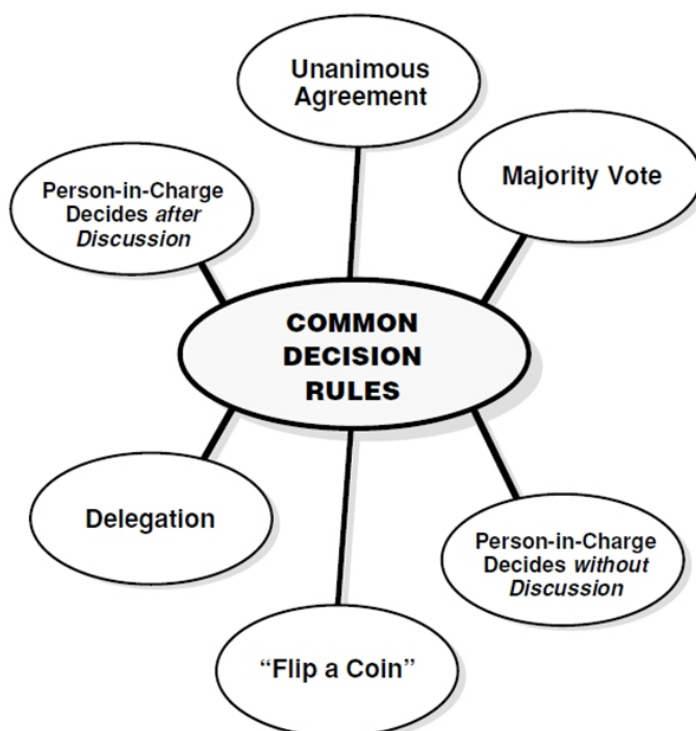 Unanimous
Agreement
Majority Vote
Person-in-Charge
Decides after
Discussion
COMMON
DECISION
RULES
Delegation
Person-in-Charge
Decides without
Discussion
“Flip a Coin”